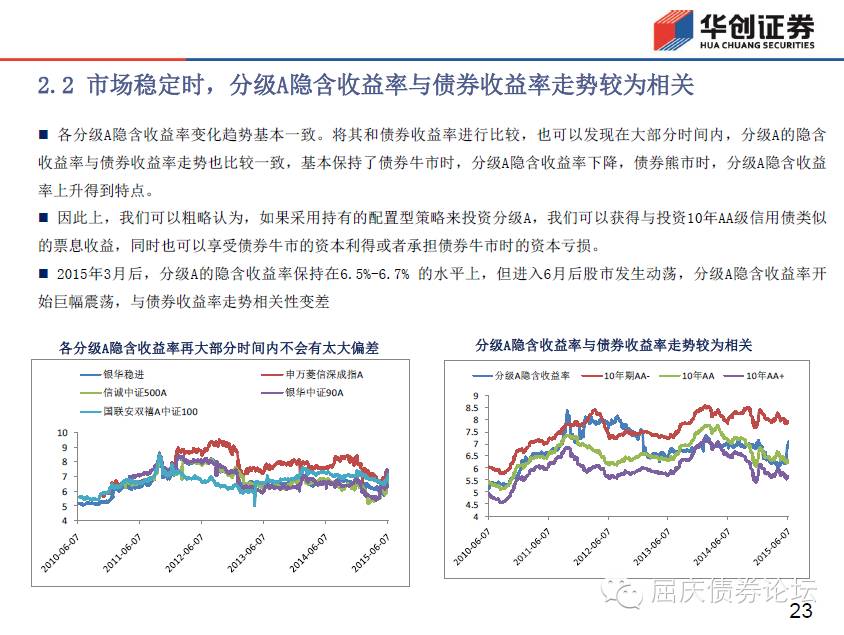 华创证券
HUA CHUANG SECURITIES
2.2 市场稳定时，分级A隐含收益率与债券收益率走势较为相关
■ 各分级A隐含收益率变化趋势基本一致。将其和债券收益率进行比较，也可以发现在大部分时间内，分级A的隐含
收益率与债券收益率走势也比较一致，基本保持了债券牛市时，分级A隐含收益率下降，债券熊市时，分级A隐含收益
率上升得到特点。
■ 因此上，我们可以粗略认为，如果采用持有的配置型策略来投资分级A，我们可以获得与投资10年AA级信用债类似
的票息收益，同时也可以享受债券牛市的资本利得或者承担债券牛市时的资本亏损。
■ 2015年3月后，分级A的隐含收益率保持在6.5%-6.7% 的水平上，但进入6月后股市发生动荡，分级A隐含收益率开
始巨幅震荡，与债券收益率走势相关性变差
各分级A隐含收益率再大部分时间内不会有太大偏差
银华稳进 申万菱信深成指A
信诚中证500A 银华中证90A
国联安双禧A中证100
10
9
8
7
6
5
4
2010-06-07 2011-06-07 2012-06-07 2013-06-07 2014-06-07 2015-06-07
分级A隐含收益率与债券收益率走势较为相关
分级A隐含收益率 10年期AA- 10年AA 10年AA+
9
8.5
8
7.5
7
6.5
6
5.5
5
4.5
4
2010-06-07 2011-06-07 2012-06-07 2013-06-07 2014-06-07 2015-06-07
屈庆债券论坛
23